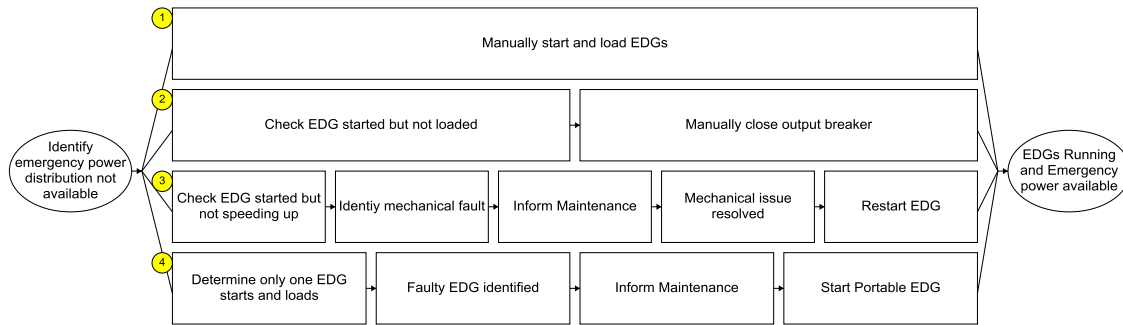 1
Manually start and load EDGs
2
Check EDG started but not loaded
Manually close output breaker
Identify
emergency power
distribution not
available
EDGs Running
and Emergency
power available
3
Check EDG started but
not speeding up
Identiy mechanical fault
Inform Maintenance
Mechanical issue
resolved
Restart EDG
4
Determine only one EDG
starts and loads
Faulty EDG identified
Inform Maintenance
Start Portable EDG